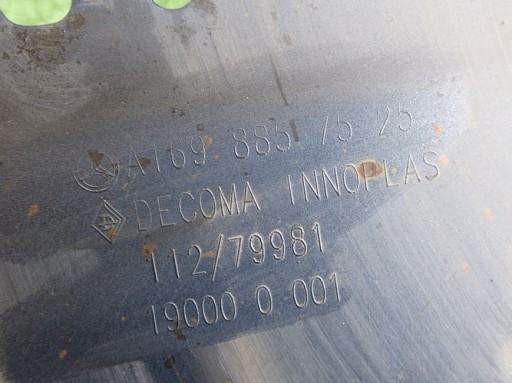 A169 885 75 25
DECOMA INNOPLAS
112/79981
19000 0 001